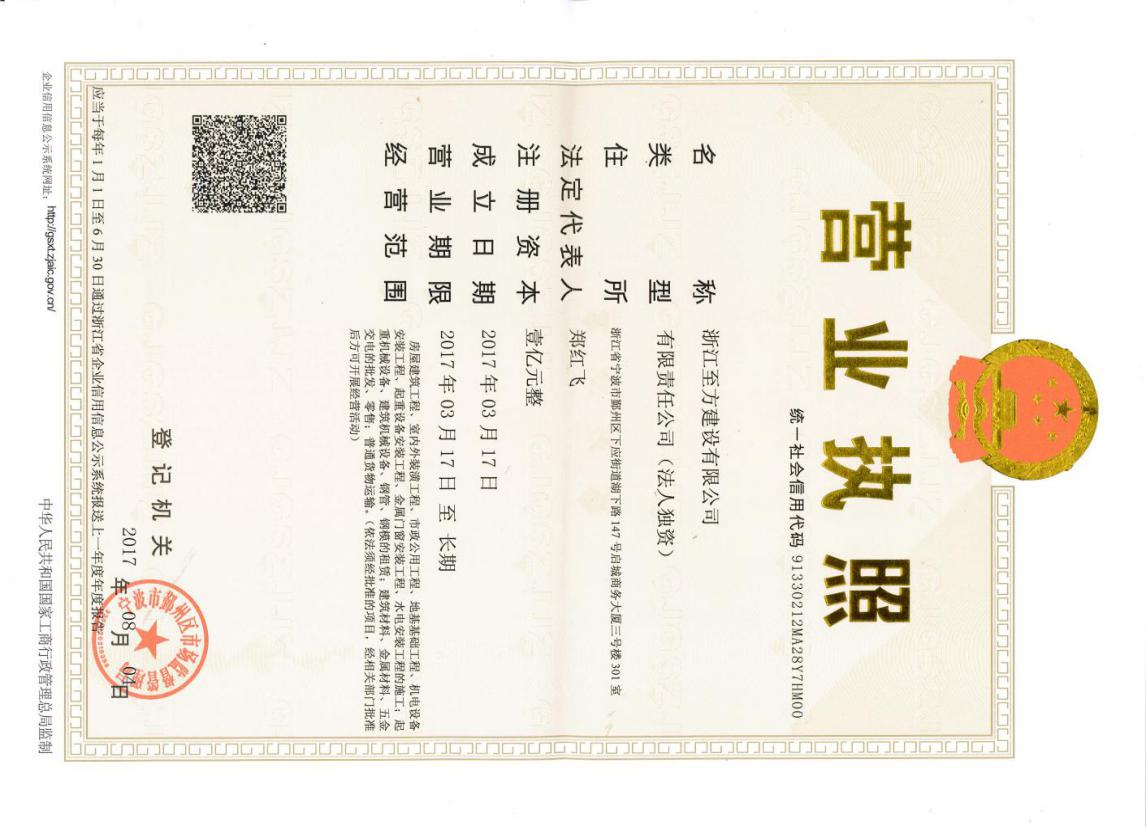 营业执照
统一社会信用代码 91330212MA28Y7HM00
名称 浙江至方建设有限公司
类型 有限责任公司（法人独资）
住所 浙江省宁波市鄞州区下应街道湖下路147号启城商务大厦三号楼301室
法定代表人 郑红飞
注册资本 壹亿元整
成立日期 2017年03月17日
营业期限 2017年03月17日至长期
经营范围 房屋建筑工程、室内外装潢工程、市政公用工程、地基基础工程、机电设备
安装工程、起重设备安装工程、金属门窗安装工程、水电安装工程的施工；起
重机械设备、建筑机械设备、钢管、钢模的租赁；建筑材料、金属材料、五金
交电的批发、零售；普通货物运输。（依法须经批准的项目，经相关部门批准
后方可开展经营活动）
登记机关
宁波市鄞州区市场监督管理局
2017年08月04日
应当于每年1月1日至6月30日通过浙江省企业信用信息公示系统报送上一年度年度报告
企业信用信息公示系统网址：http://gsxt.zjaic.gov.cn/
中华人民共和国国家工商行政管理总局监制